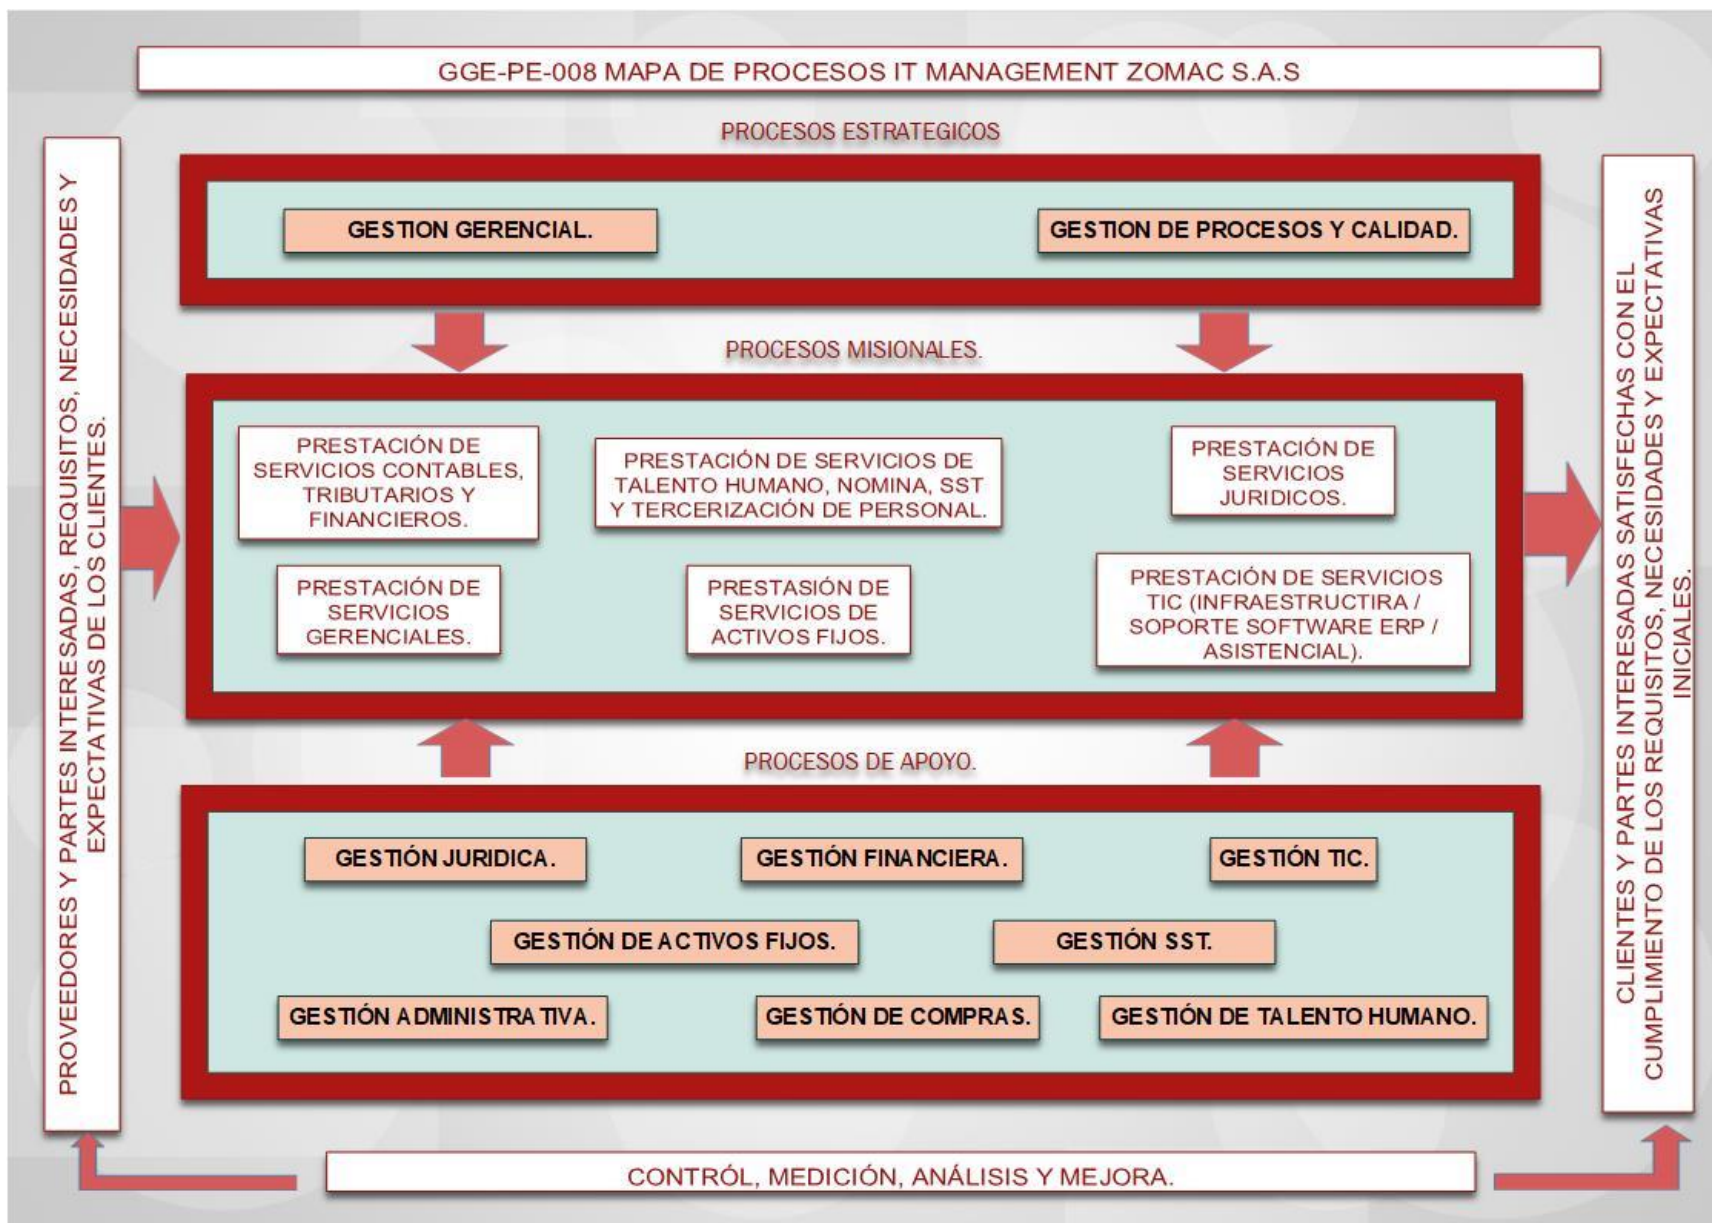 GGE-PE-008 MAPA DE PROCESOS IT MANAGEMENT ZOMAC S.A.S
PROVEEDORES Y PARTES INTERESADAS, REQUISITOS, NECESIDADES Y
EXPECTATIVAS DE LOS CLIENTES.
PROCESOS ESTRATEGICOS
GESTION GERENCIAL.
GESTION DE PROCESOS Y CALIDAD.
PROCESOS MISIONALES.
PRESTACIÓN DE
SERVICIOS CONTABLES,
TRIBUTARIOS Y
FINANCIEROS.
PRESTACIÓN DE SERVICIOS DE
TALENTO HUMANO, NOMINA, SST
Y TERCERIZACIÓN DE PERSONAL.
PRESTACIÓN DE
SERVICIOS
JURIDICOS.
PRESTACIÓN DE
SERVICIOS
GERENCIALES.
PRESTASIÓN DE
SERVICIOS DE
ACTIVOS FIJOS.
PRESTACIÓN DE SERVICIOS
TIC (INFRAESTRUCTIRA /
SOPORTE SOFTWARE ERP /
ASISTENCIAL).
PROCESOS DE APOYO.
GESTIÓN JURIDICA.
GESTIÓN FINANCIERA.
GESTIÓN TIC.
GESTIÓN DE ACTIVOS FIJOS.
GESTIÓN SST.
GESTIÓN ADMINISTRATIVA.
GESTIÓN DE COMPRAS.
GESTIÓN DE TALENTO HUMANO.
CLIENTES Y PARTES INTERESADAS SATISFECHAS CON EL
CUMPLIMIENTO DE LOS REQUISITOS, NECESIDADES Y EXPECTATIVAS
INICIALES.
CONTRÓL, MEDICIÓN, ANÁLISIS Y MEJORA.